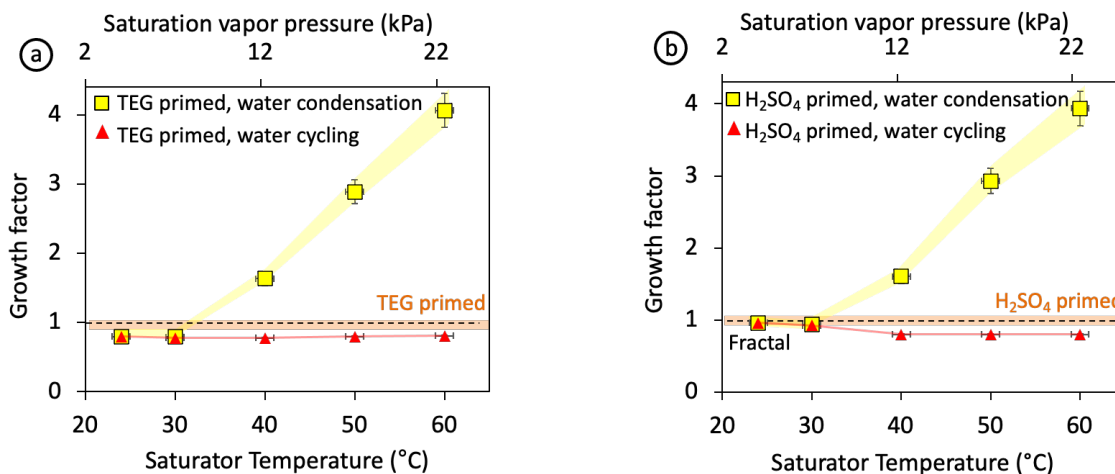 Saturation vapor pressure (kPa)
2 12 22
a
TEG primed, water condensation
TEG primed, water cycling
4
3
2
1
0
Growth factor
TEG primed
20 30 40 50 60
Saturator Temperature (°C)
Saturation vapor pressure (kPa)
2 12 22
b
H₂SO₄ primed, water condensation
H₂SO₄ primed, water cycling
4
3
2
1
0
Growth factor
H₂SO₄ primed
Fractal
20 30 40 50 60
Saturator Temperature (°C)